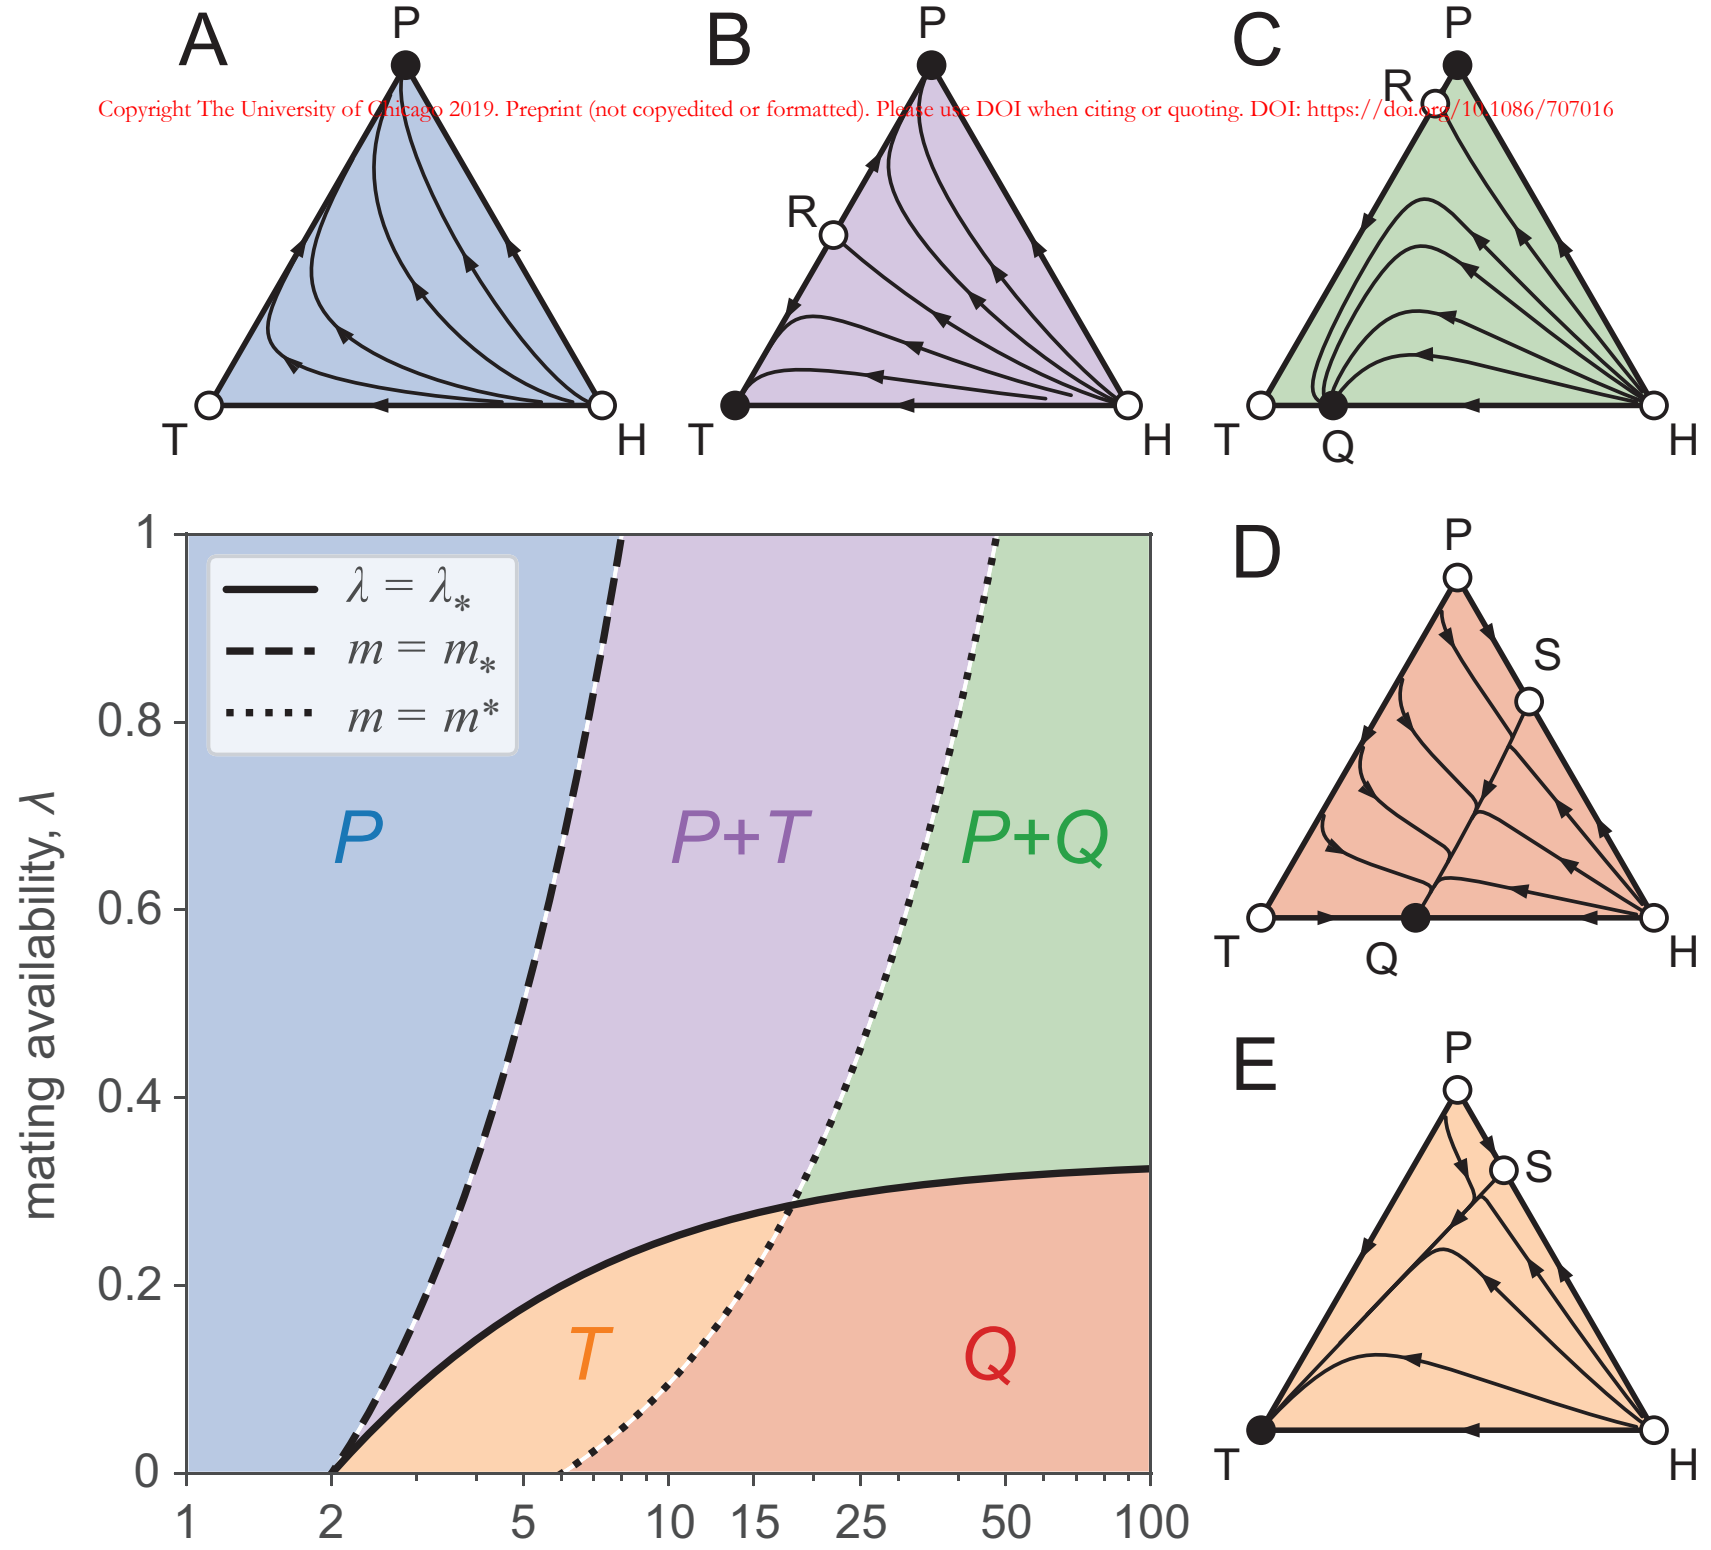 A
P
B
P
C
P
R
Copyright The University of Chicago 2019. Preprint (not copyedited or formatted). Please use DOI when citing or quoting. DOI: https://doi.org/10.1086/707016
R
T
H
T
H
T
Q
H
D
P
S
T
Q
H
E
P
S
T
H
mating availability, λ
1
0.8
0.6
0.4
0.2
0
λ = λ*
m = m*
m = m*
P
P+T
P+Q
T
Q
1 2 5 10 15 25 50 100